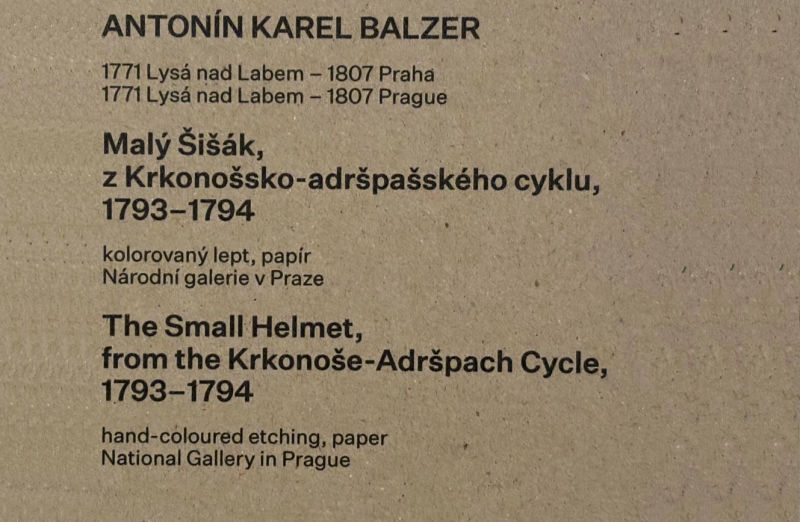 ANTONÍN KAREL BALZER
1771 Lysá nad Labem – 1807 Praha
1771 Lysá nad Labem – 1807 Prague
Malý Šišák,
z Krkonošsko-adršpašského cyklu,
1793–1794
kolorovaný lept, papír
Národní galerie v Praze
The Small Helmet,
from the Krkonoše-Adršpach Cycle,
1793–1794
hand-coloured etching, paper
National Gallery in Prague